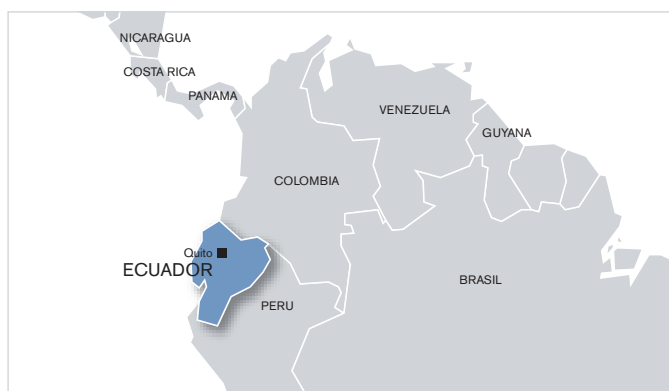 NICARAGUA
COSTA RICA
PANAMA
VENEZUELA
GUYANA
COLOMBIA
Quito
ECUADOR
BRASIL
PERU